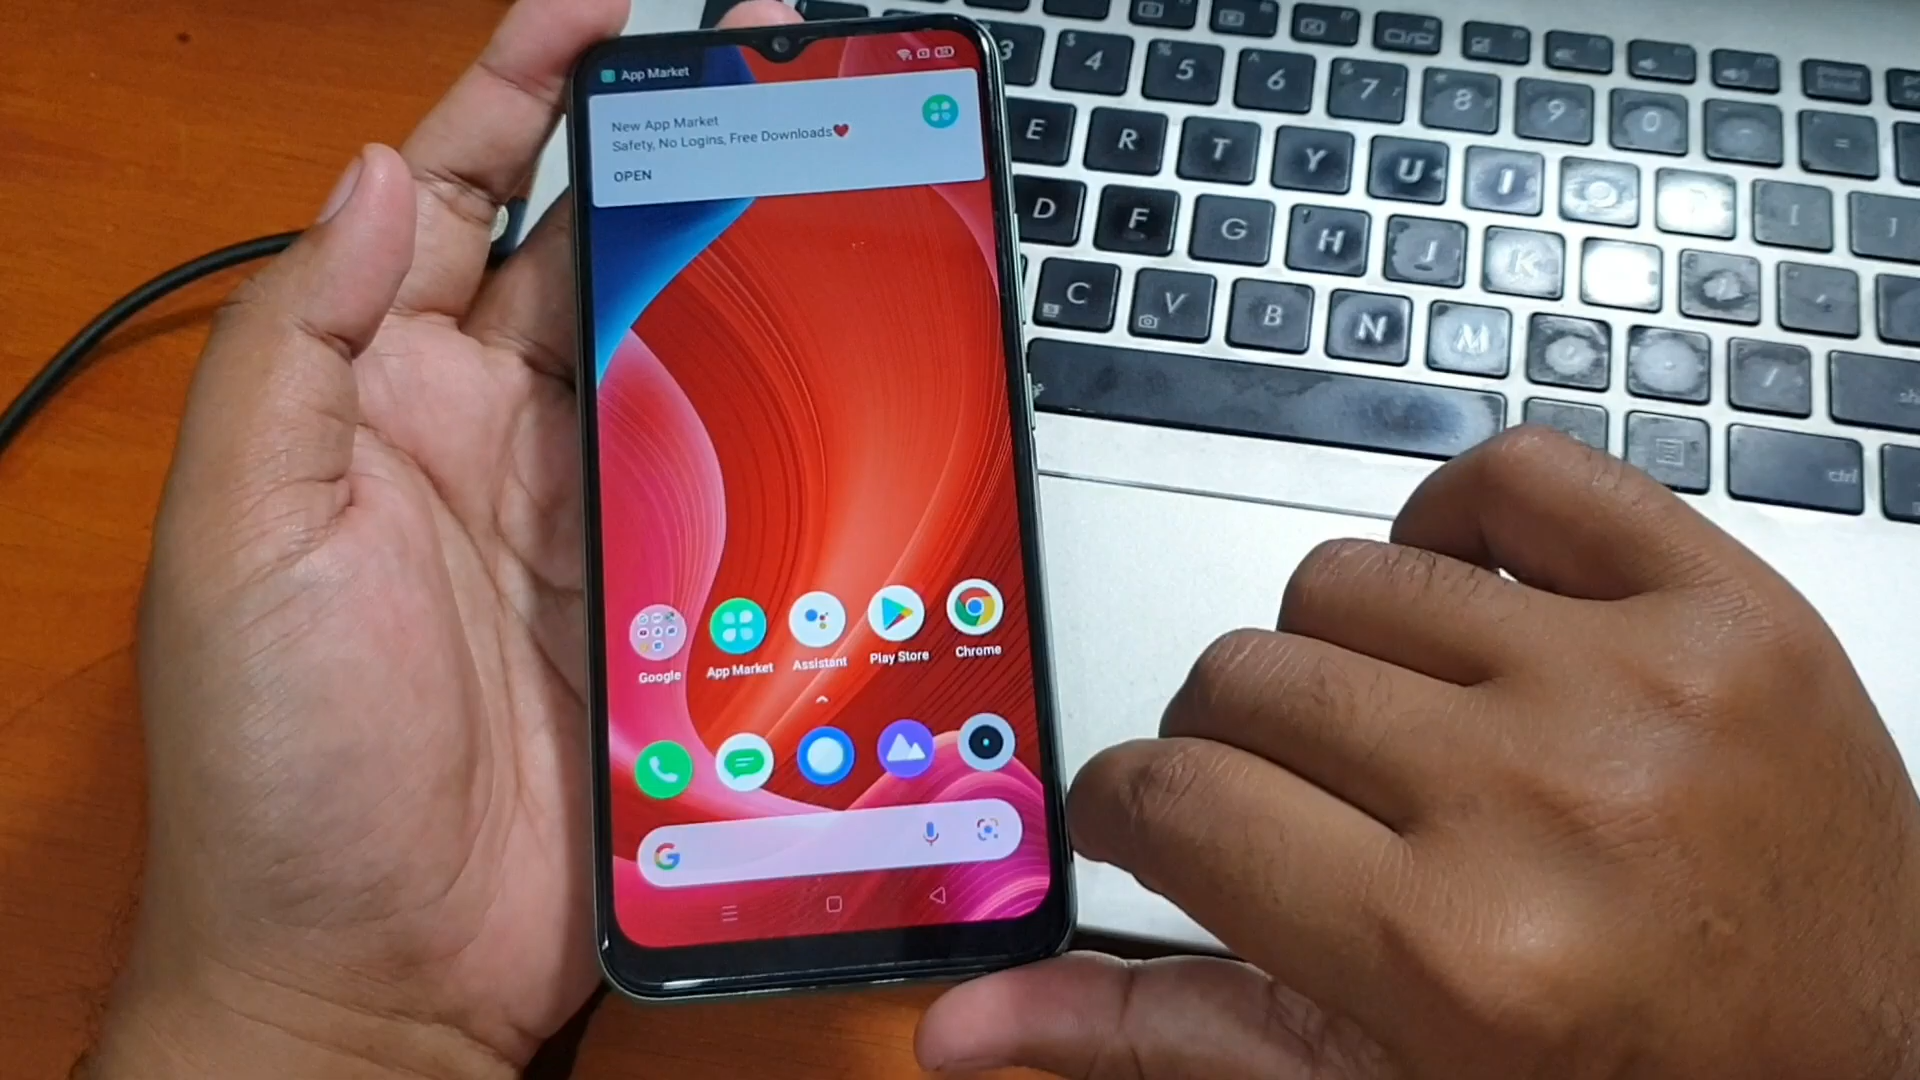 App Market
New App Market
Safety, No Logins, Free Downloads❤️
OPEN
Google
App Market
Assistant
Play Store
Chrome
G
3
$ 4
% 5
^ 6
& 7
8
9
0
=
E R T Y U I
D F G H J K
C V B N M
ctrl